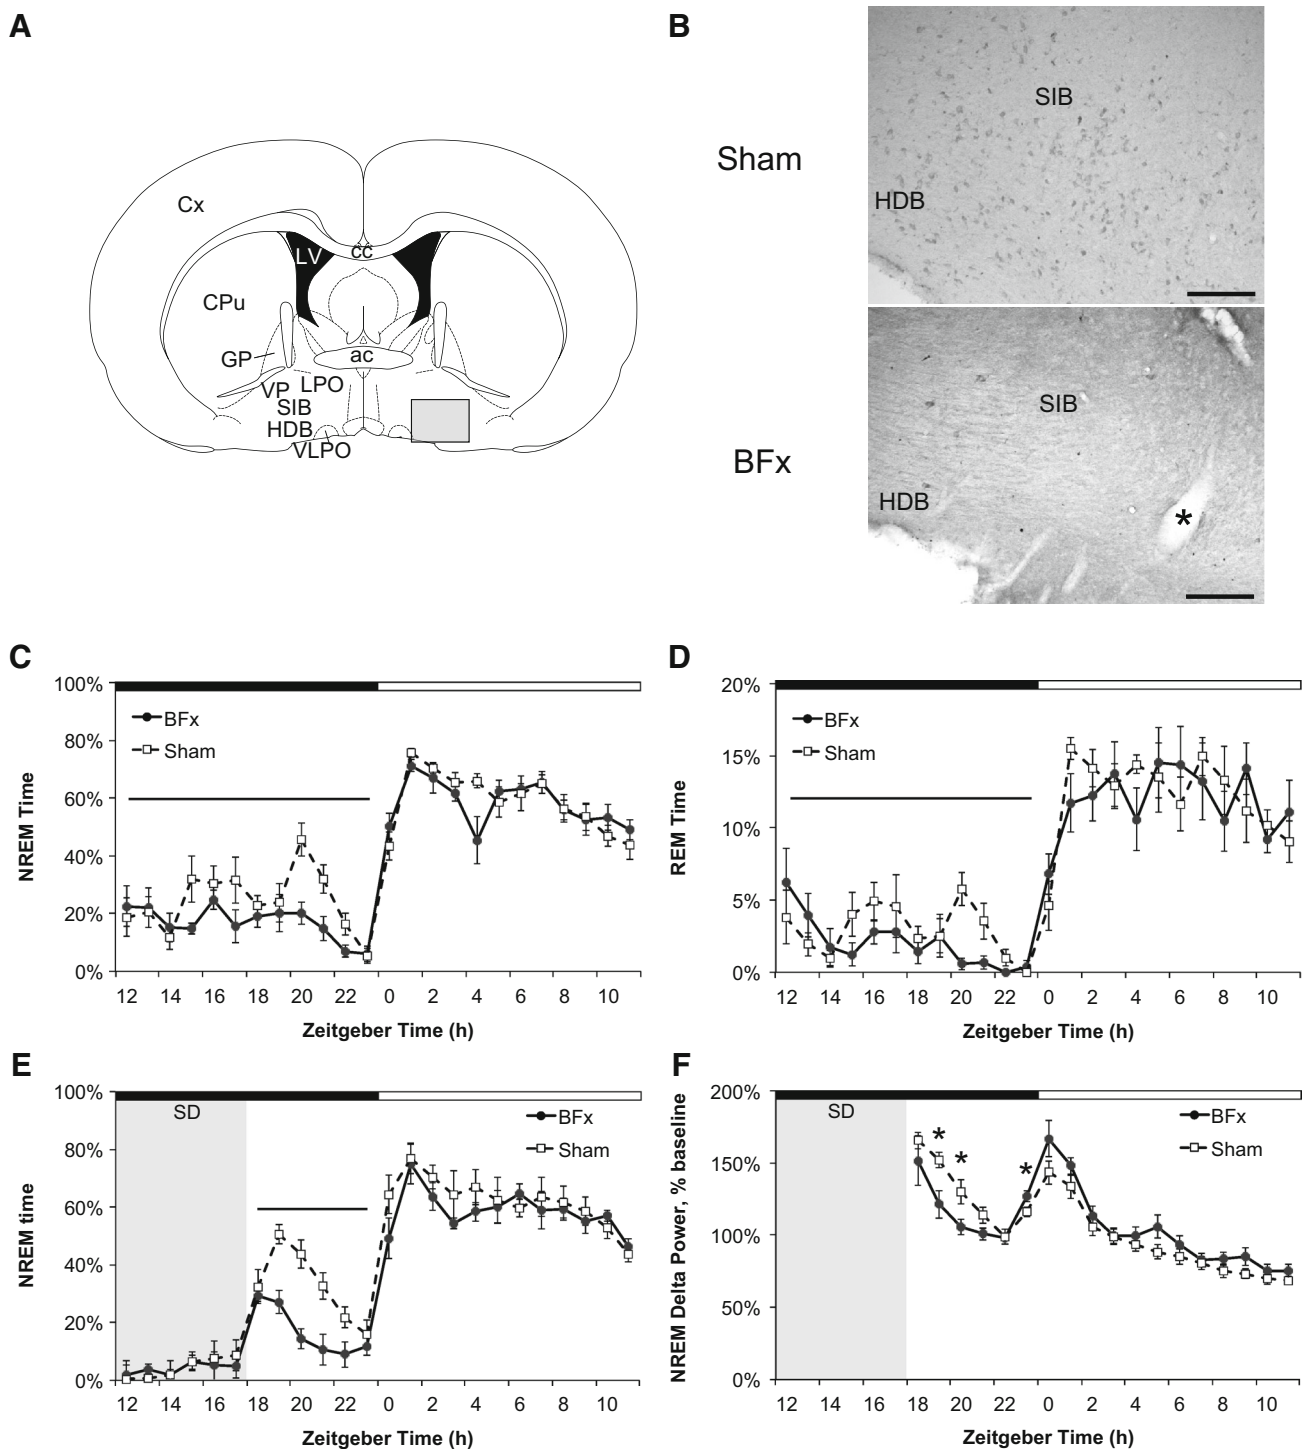 A
B
Cx
LV
cc
CPu
GP
ac
VP
LPO
SIB
HDB
VLPO
Sham
SIB
HDB
BFx
SIB
HDB
*
C
100%
80%
60%
40%
20%
0%
NREM Time
BFx
Sham
12 14 16 18 20 22 0 2 4 6 8 10
Zeitgeber Time (h)
D
20%
15%
10%
5%
0%
REM Time
BFx
Sham
12 14 16 18 20 22 0 2 4 6 8 10
Zeitgeber Time (h)
E
100%
80%
60%
40%
20%
0%
NREM time
SD
BFx
Sham
12 14 16 18 20 22 0 2 4 6 8 10
Zeitgeber Time (h)
F
200%
150%
100%
50%
0%
NREM Delta Power, % baseline
SD
* * *
BFx
Sham
12 14 16 18 20 22 0 2 4 6 8 10
Zeitgeber Time (h)